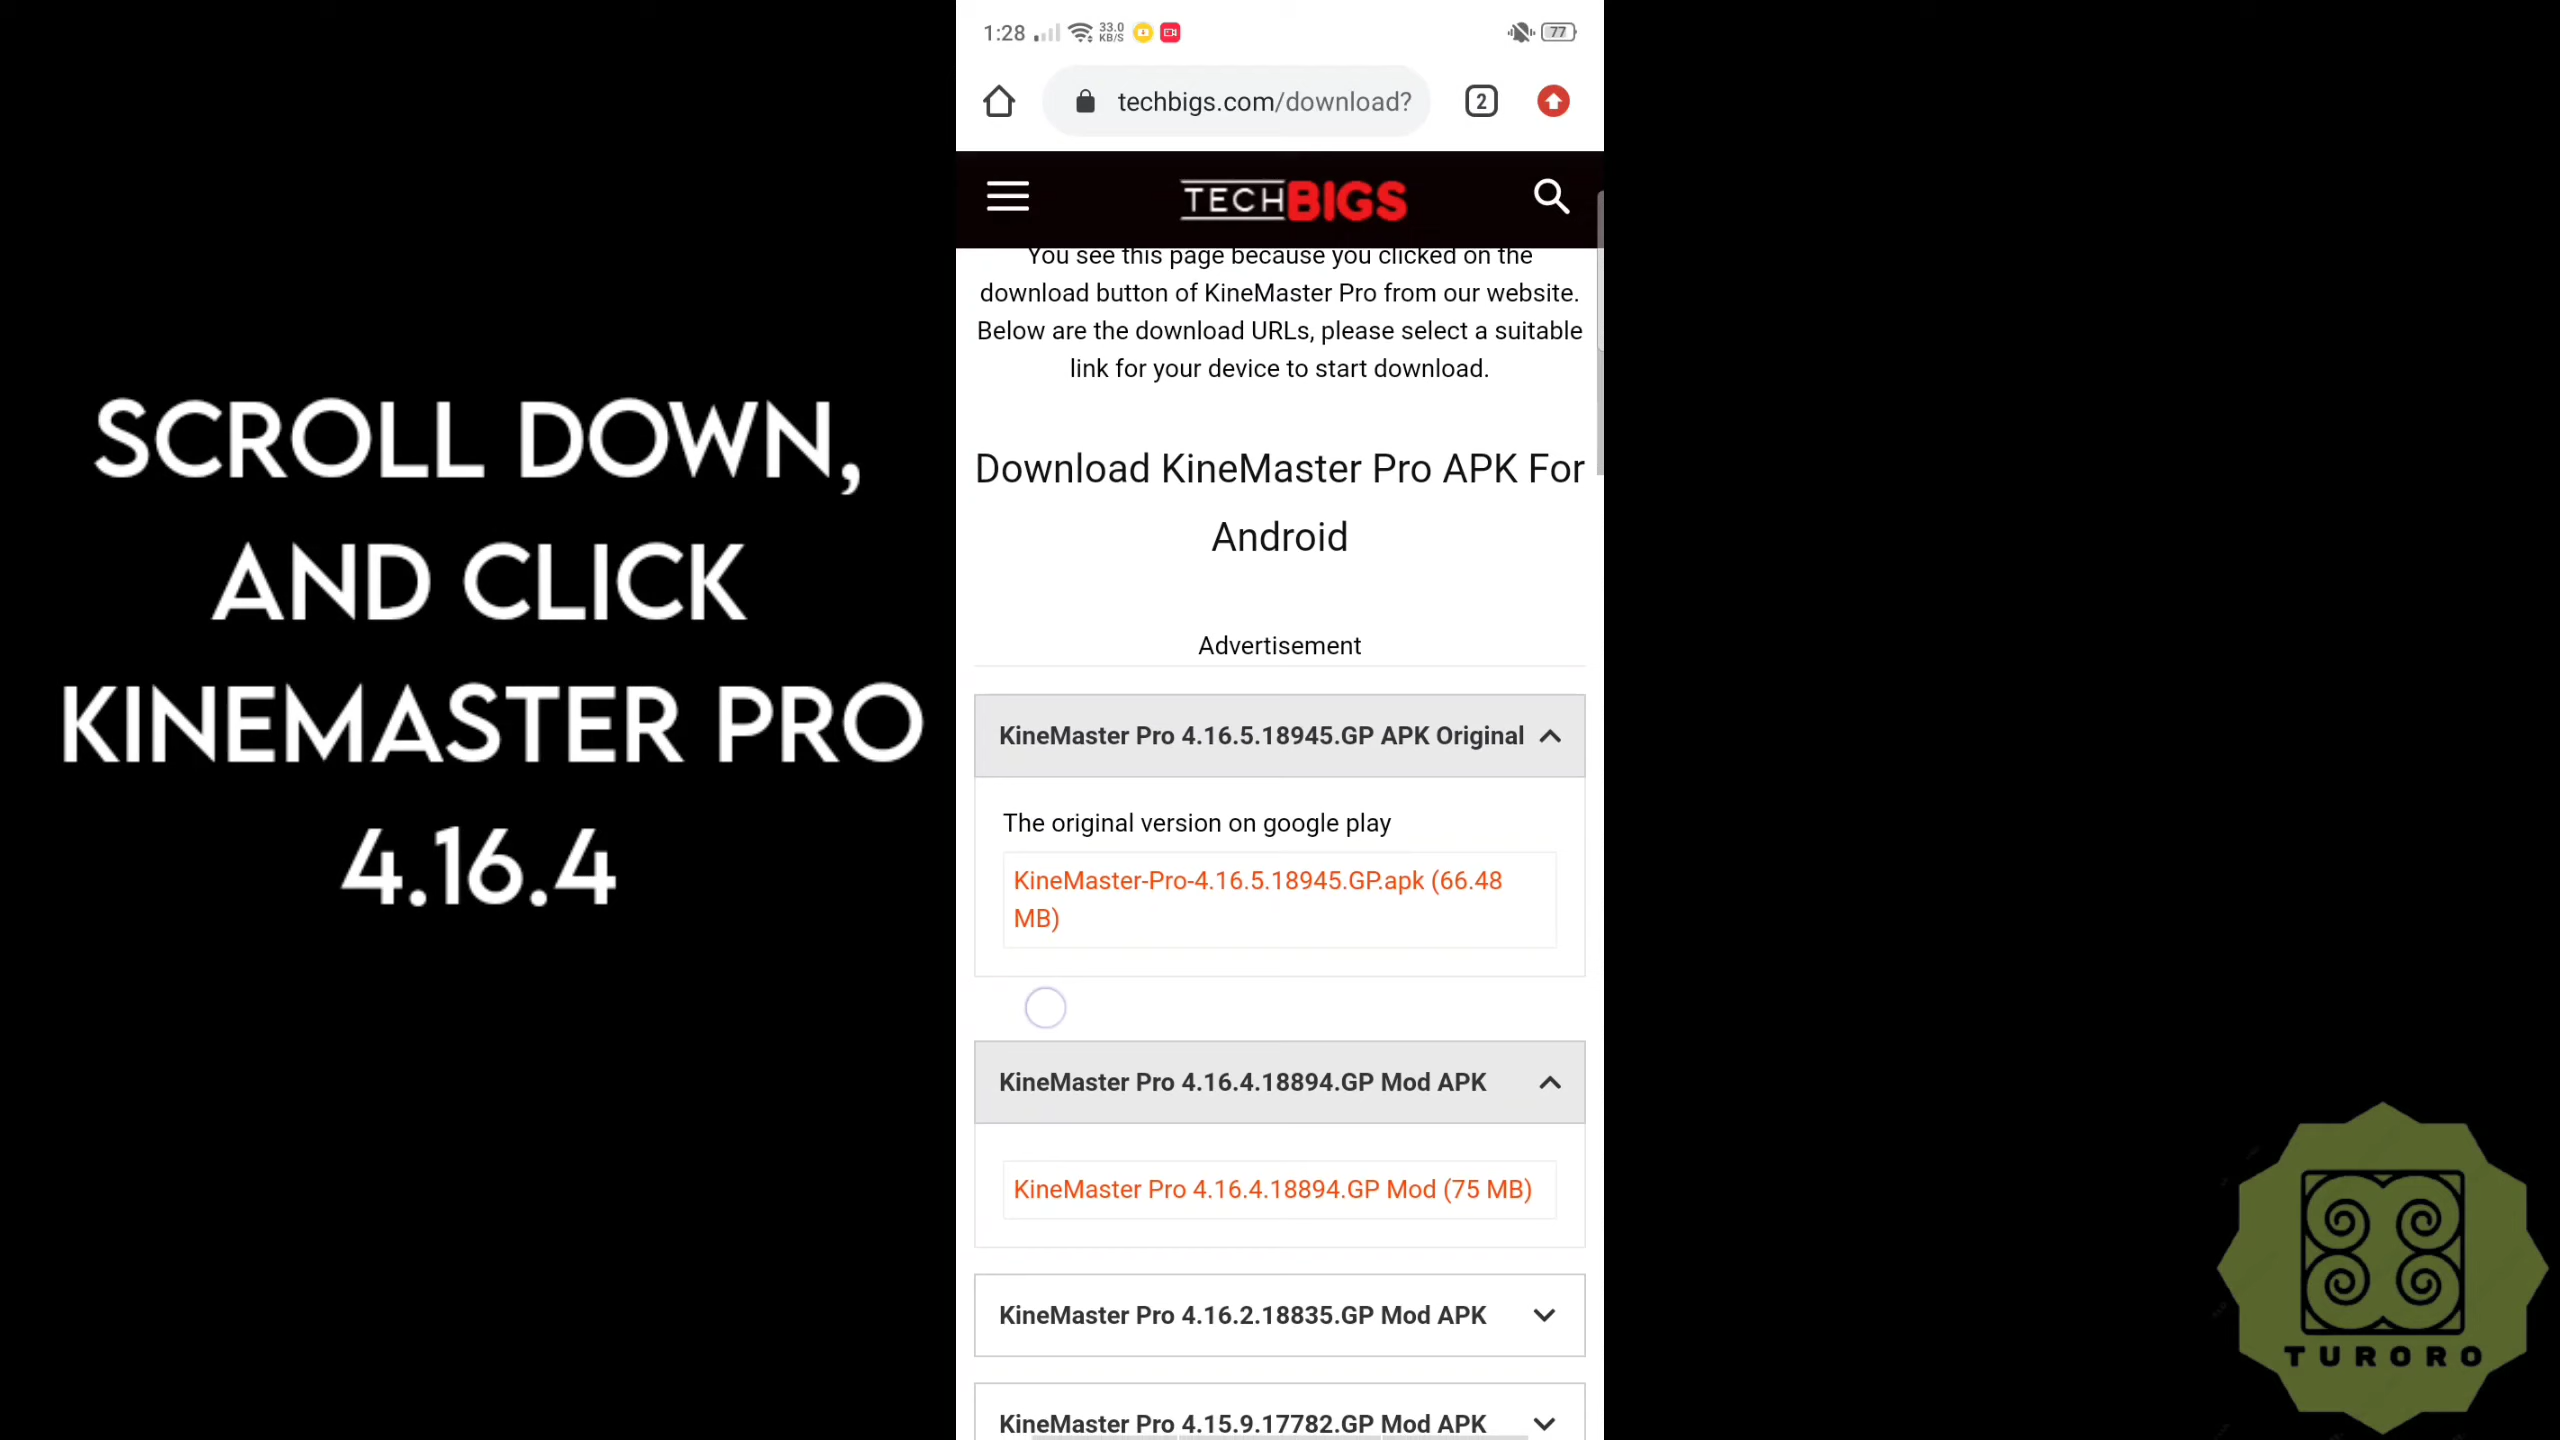 SCROLL DOWN,
AND CLICK
KINEMASTER PRO
4.16.4
1:28
33.0
KB/S
77
techbigs.com/download?
2
TECHBIGS
You see this page because you clicked on the
download button of KineMaster Pro from our website.
Below are the download URLs, please select a suitable
link for your device to start download.
Download KineMaster Pro APK For
Android
Advertisement
KineMaster Pro 4.16.5.18945.GP APK Original
The original version on google play
KineMaster-Pro-4.16.5.18945.GP.apk (66.48
MB)
KineMaster Pro 4.16.4.18894.GP Mod APK
KineMaster Pro 4.16.4.18894.GP Mod (75 MB)
KineMaster Pro 4.16.2.18835.GP Mod APK
KineMaster Pro 4.15.9.17782.GP Mod APK
TURORO